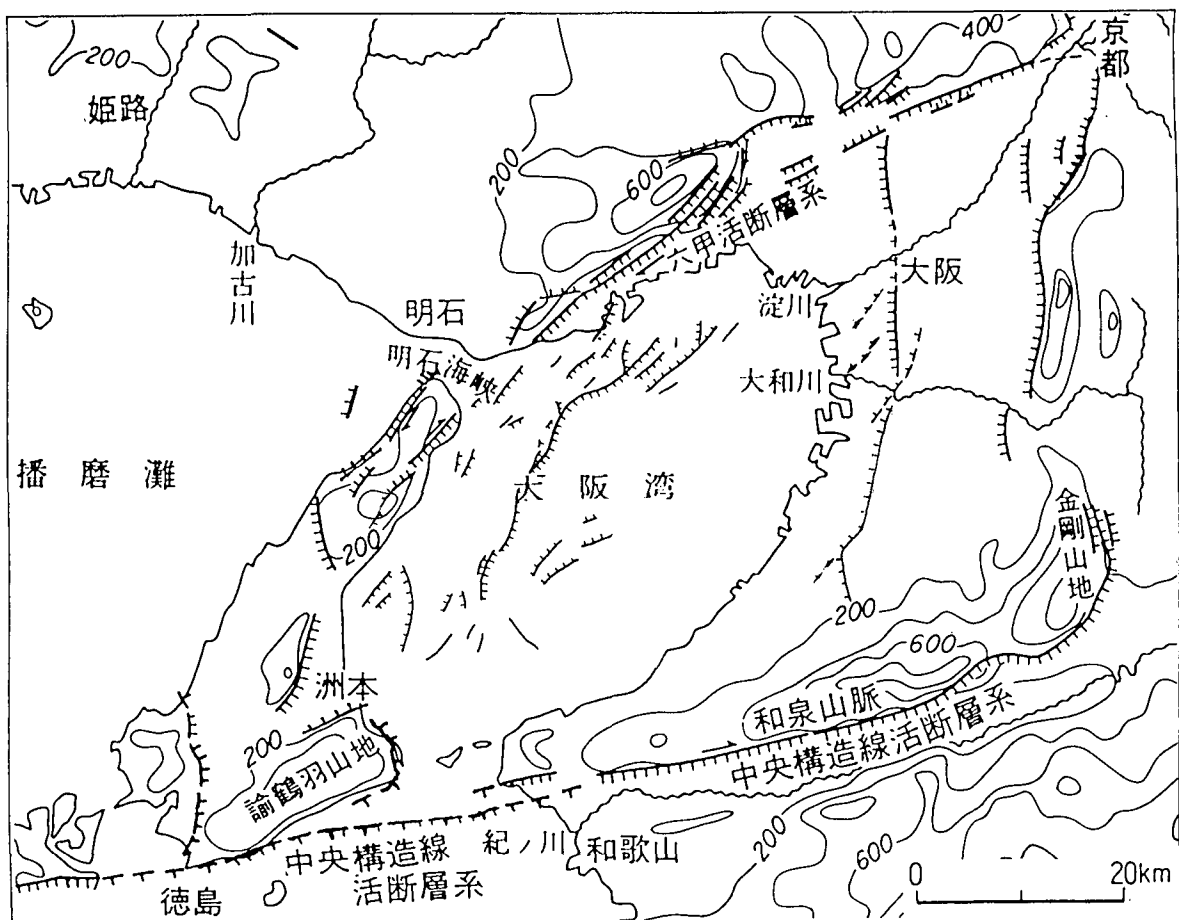 200
姫路
400
京都
200
600
六甲活断層系
加古川
明石
大阪
淀川
明石海峡
大和川
播磨灘
大阪湾
200
金剛山地
200
600
洲本
200
和泉山脈
中央構造線活断層系
諭鶴羽山地
中央構造線
活断層系
紀ノ川
和歌山
200
600
徳島
0
20km